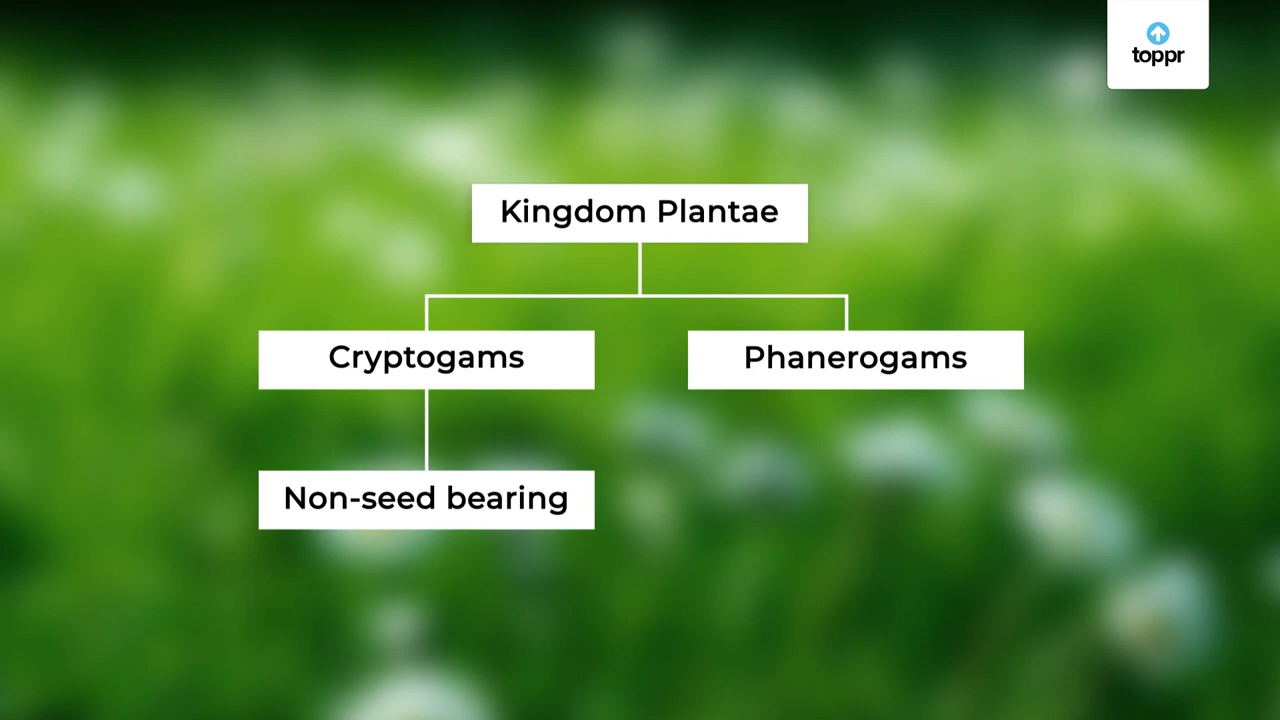 toppr
Kingdom Plantae
Cryptogams
Phanerogams
Non-seed bearing